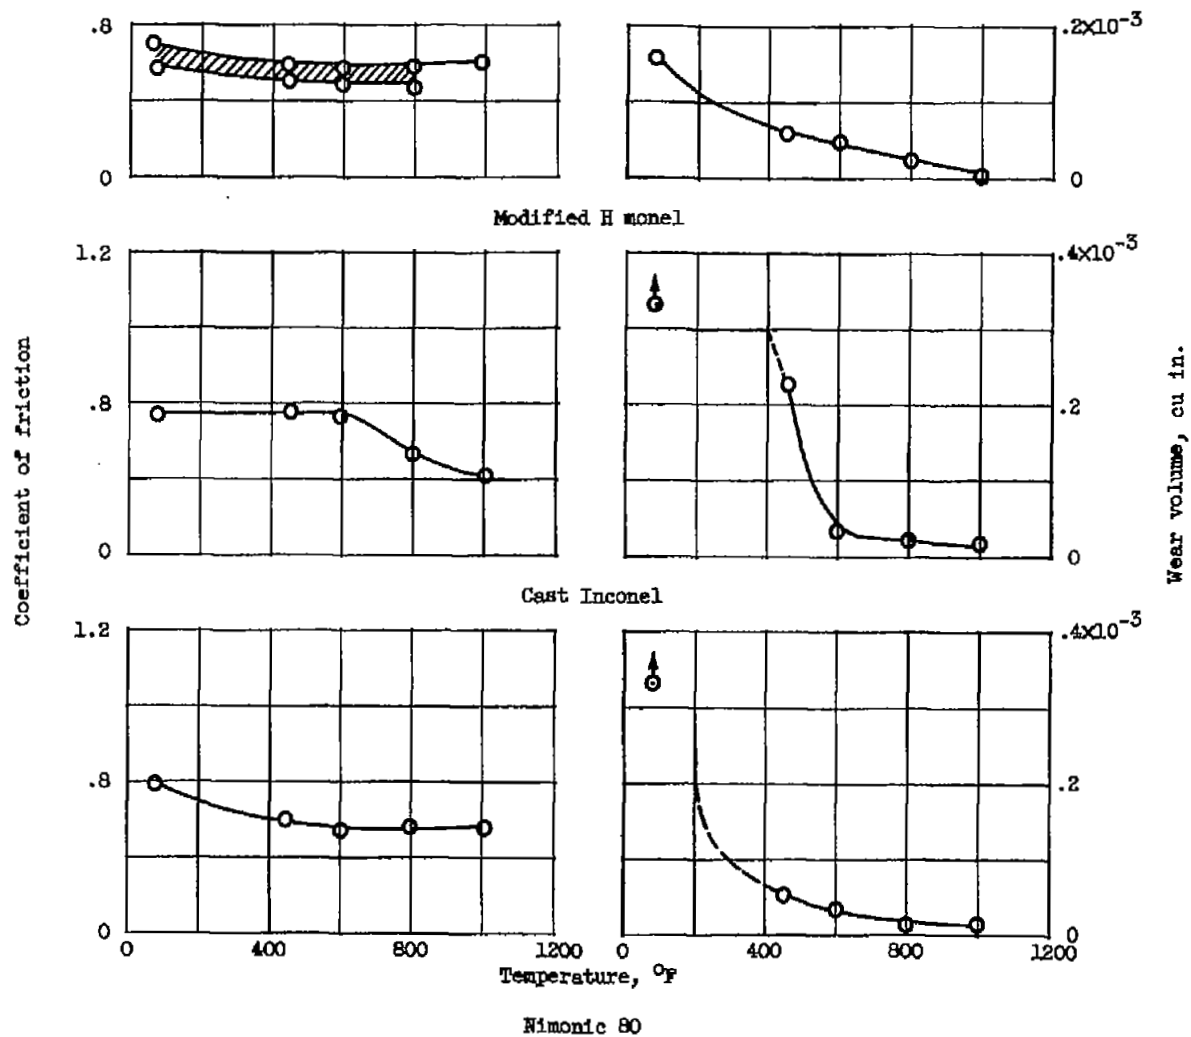 .8
.2x10-3
0
0
Modified H monel
1.2
.4x10-3
.8
.2
0
0
Cast Inconel
Coefficient of friction
Wear volume, cu in.
1.2
.4x10-3
.8
.2
0
0
0 400 800 1200 0 400 800 1200
Temperature, °F
Nimonic 80